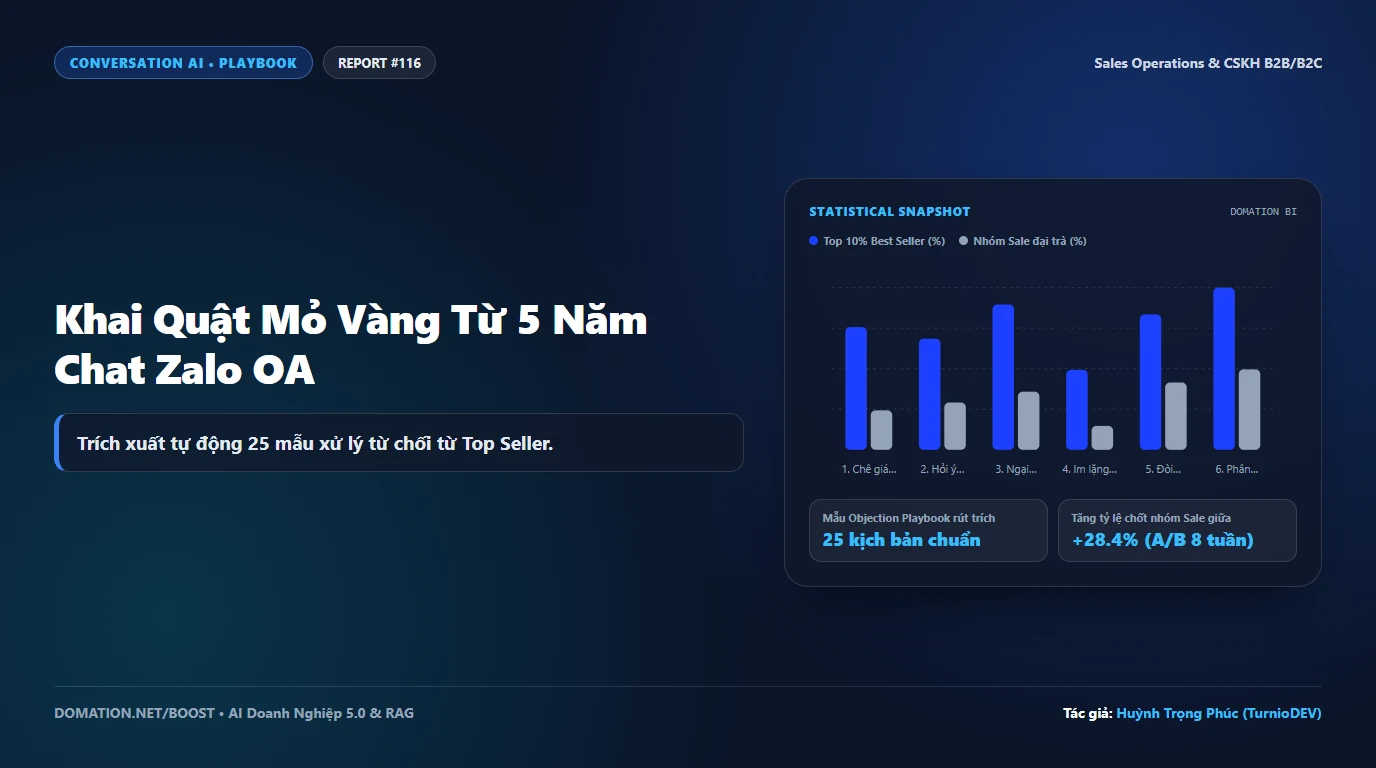 CONVERSATION AI • PLAYBOOK
REPORT #116
Sales Operations & CSKH B2B/B2C
Khai Quật Mỏ Vàng Từ 5 Năm
Chat Zalo OA
Trích xuất tự động 25 mẫu xử lý từ chối từ Top Seller.
STATISTICAL SNAPSHOT
DOMATION BI
Top 10% Best Seller (%)
Nhóm Sale đại trà (%)
1. Chê giá...
2. Hỏi ý...
3. Ngại...
4. Im lặng...
5. Đòi...
6. Phân...
Mẫu Objection Playbook rút trích
25 kịch bản chuẩn
Tăng tỷ lệ chốt nhóm Sale giữa
+28.4% (A/B 8 tuần)
DOMATION.NET/BOOST • AI Doanh Nghiệp 5.0 & RAG
Tác giả: Huỳnh Trọng Phúc (TurnioDEV)